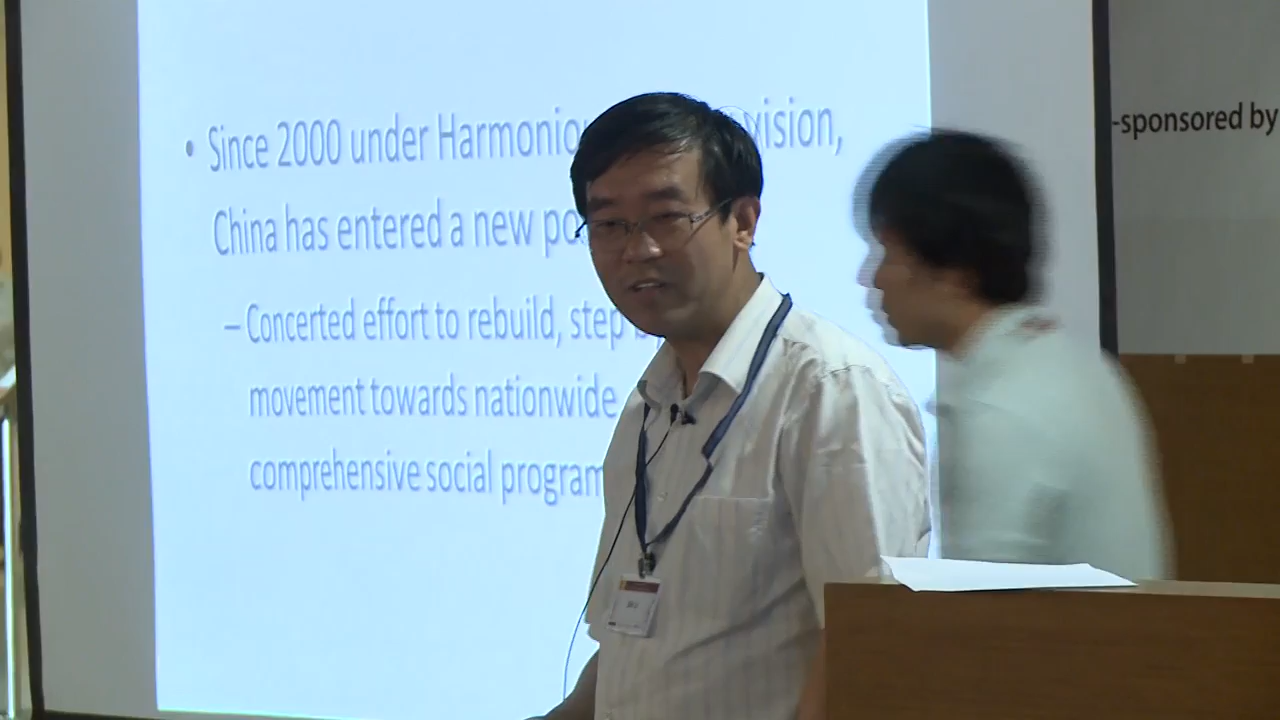 • Since 2000 under Harmonio vision,
China has entered a new po
– Concerted effort to rebuild, step b
movement towards nationwide
comprehensive social program
-sponsored by